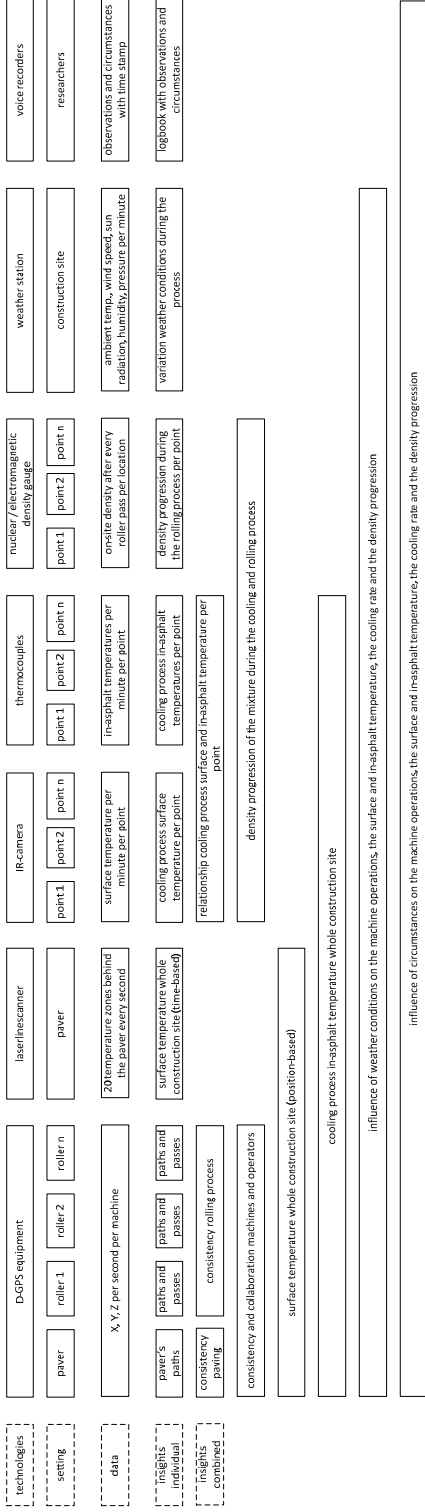 technologies
D-GPS equipment
laserlinescanner
IR-camera
thermocouples
nuclear / electromagnetic
density gauge
weather station
voice recorders
setting
paver
roller 1
roller 2
roller n
paver
point 1
point 2
point n
point 1
point 2
point n
point 1
point 2
point n
construction site
researchers
data
X, Y, Z per second per machine
20 temperature zones behind
the paver every second
surface temperature per
minute per point
in-asphalt temperatures per
minute per point
on-site density after every
roller pass per location
ambient temp., wind speed, sun
radiation, humidity, pressure per minute
observations and circumstances
with time stamp
insights
individual
paver's
paths
paths and
passes
paths and
passes
paths and
passes
surface temperature whole
construction site (time-based)
cooling process surface
temperature per point
cooling process in-asphalt
temperatures per point
density progression during
the rolling process per point
variation weather conditions during the
process
logbook with observations and
circumstances
insights
combined
consistency
paving
consistency rolling process
relationship cooling process surface and in-asphalt temperature per
point
consistency and collaboration machines and operators
density progression of the mixture during the cooling and rolling process
surface temperature whole construction site (position-based)
cooling process in-asphalt temperature whole construction site
influence of weather conditions on the machine operations, the surface and in-asphalt temperature, the cooling rate and the density progression
influence of circumstances on the machine operations, the surface and in-asphalt temperature, the cooling rate and the density progression